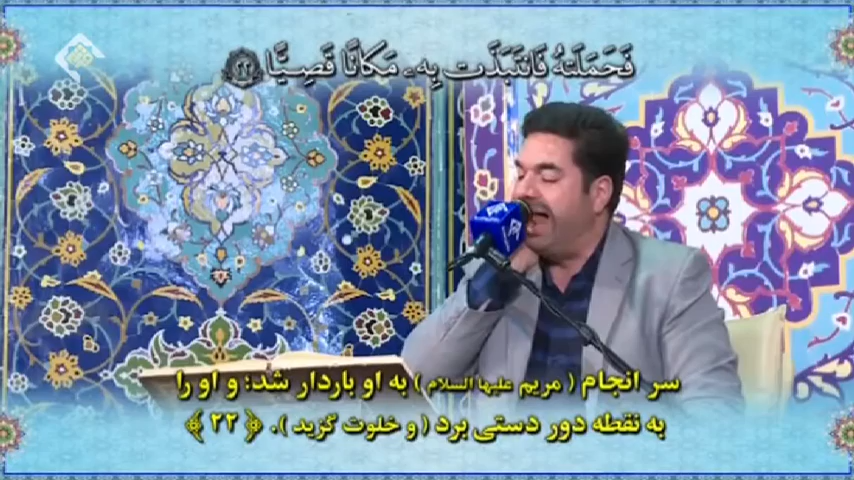 فَحَمَلَتْهُ فَانتَبَذَت بِهِۦ مَكَانًا قَصِيًّا ﴿٢٢﴾
سر انجام ( مریم علیها السلام ) به او باردار شد؛ و او را
به نقطه دور دستی برد ( و خلوت گزید ). ﴿۲۲﴾